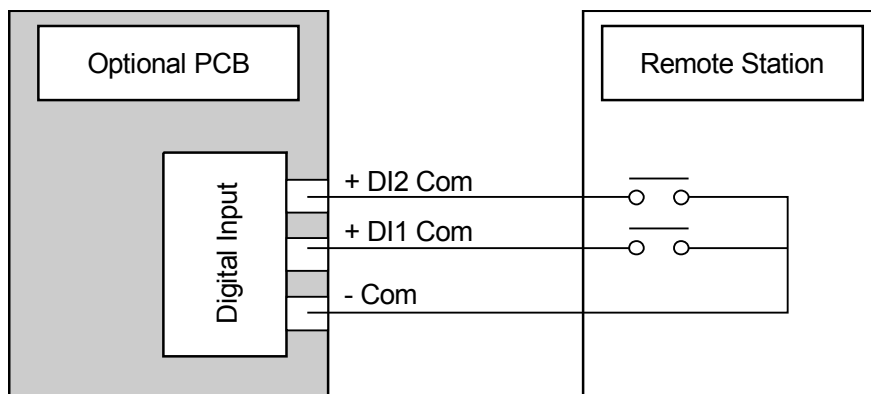 Optional PCB
Remote Station
Digital Input
+ DI2 Com
+ DI1 Com
- Com